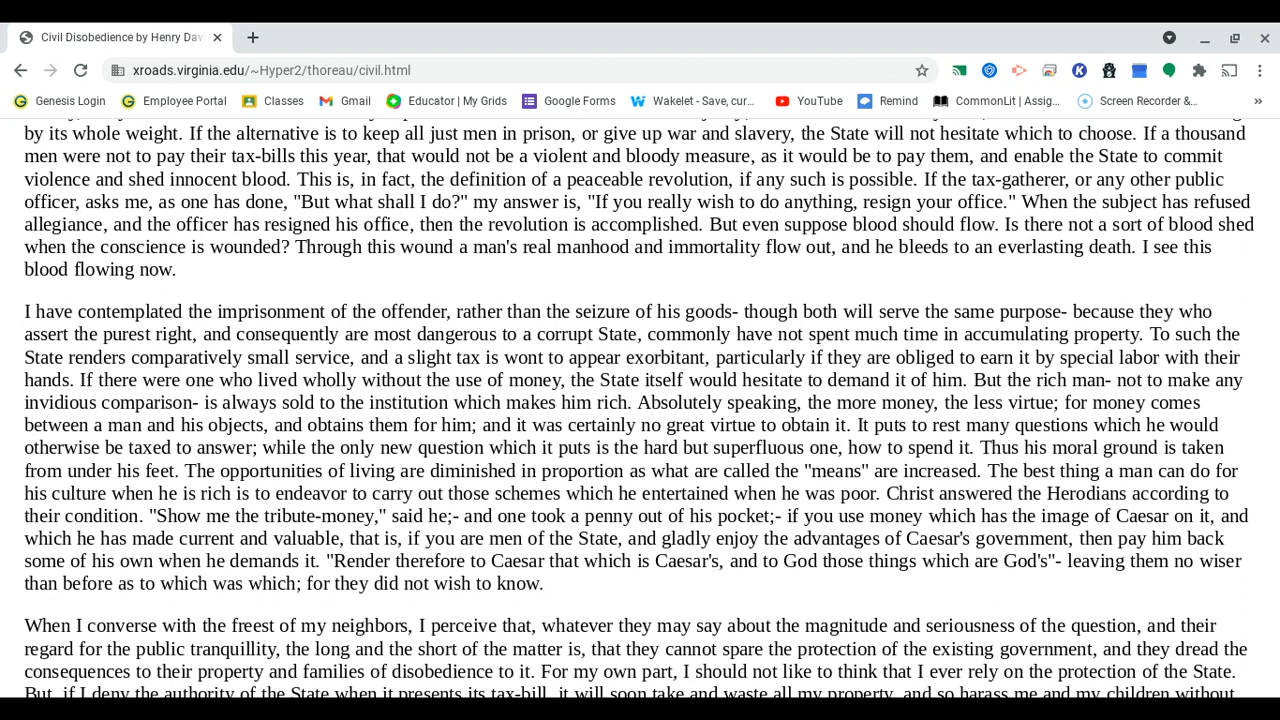 Civil Disobedience by Henry Dav
xroads.virginia.edu/~Hyper2/thoreau/civil.html
Genesis Login Employee Portal Classes Gmail Educator | My Grids Google Forms Wakelet - Save, cur... YouTube Remind CommonLit | Assig... Screen Recorder &... »
by its whole weight. If the alternative is to keep all just men in prison, or give up war and slavery, the State will not hesitate which to choose. If a thousand
men were not to pay their tax-bills this year, that would not be a violent and bloody measure, as it would be to pay them, and enable the State to commit
violence and shed innocent blood. This is, in fact, the definition of a peaceable revolution, if any such is possible. If the tax-gatherer, or any other public
officer, asks me, as one has done, "But what shall I do?" my answer is, "If you really wish to do anything, resign your office." When the subject has refused
allegiance, and the officer has resigned his office, then the revolution is accomplished. But even suppose blood should flow. Is there not a sort of blood shed
when the conscience is wounded? Through this wound a man's real manhood and immortality flow out, and he bleeds to an everlasting death. I see this
blood flowing now.
I have contemplated the imprisonment of the offender, rather than the seizure of his goods- though both will serve the same purpose- because they who
assert the purest right, and consequently are most dangerous to a corrupt State, commonly have not spent much time in accumulating property. To such the
State renders comparatively small service, and a slight tax is wont to appear exorbitant, particularly if they are obliged to earn it by special labor with their
hands. If there were one who lived wholly without the use of money, the State itself would hesitate to demand it of him. But the rich man- not to make any
invidious comparison- is always sold to the institution which makes him rich. Absolutely speaking, the more money, the less virtue; for money comes
between a man and his objects, and obtains them for him; and it was certainly no great virtue to obtain it. It puts to rest many questions which he would
otherwise be taxed to answer; while the only new question which it puts is the hard but superfluous one, how to spend it. Thus his moral ground is taken
from under his feet. The opportunities of living are diminished in proportion as what are called the "means" are increased. The best thing a man can do for
his culture when he is rich is to endeavor to carry out those schemes which he entertained when he was poor. Christ answered the Herodians according to
their condition. "Show me the tribute-money," said he;- and one took a penny out of his pocket;- if you use money which has the image of Caesar on it, and
which he has made current and valuable, that is, if you are men of the State, and gladly enjoy the advantages of Caesar's government, then pay him back
some of his own when he demands it. "Render therefore to Caesar that which is Caesar's, and to God those things which are God's"- leaving them no wiser
than before as to which was which; for they did not wish to know.
When I converse with the freest of my neighbors, I perceive that, whatever they may say about the magnitude and seriousness of the question, and their
regard for the public tranquillity, the long and the short of the matter is, that they cannot spare the protection of the existing government, and they dread the
consequences to their property and families of disobedience to it. For my own part, I should not like to think that I ever rely on the protection of the State.
But, if I deny the authority of the State when it presents its tax-bill, it will soon take and waste all my property, and so harass me and my children without